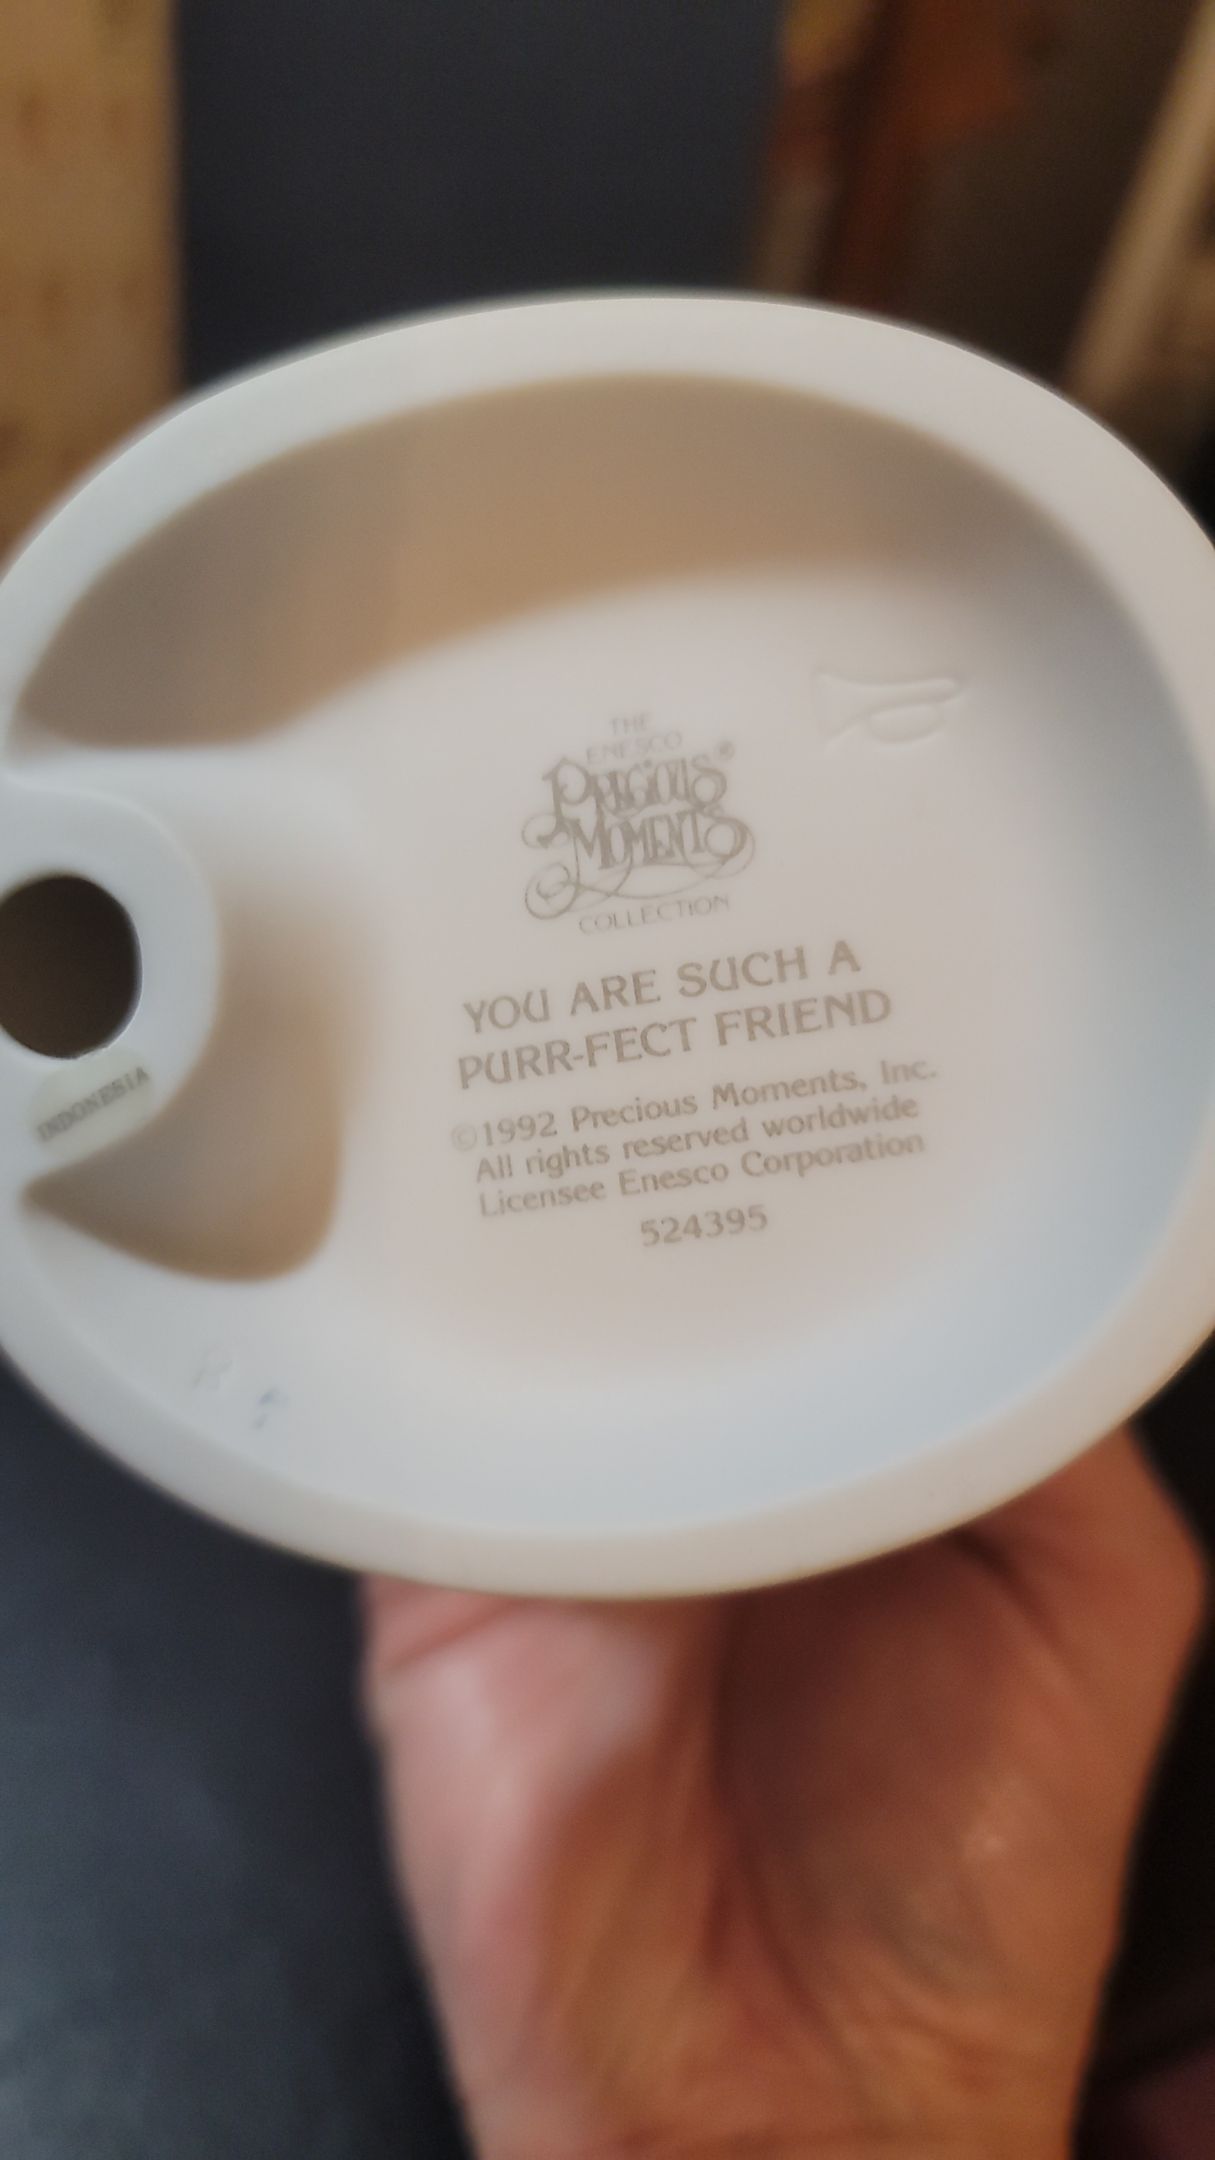 THE
ENESCO
PRECIOUS®
MOMENTS
COLLECTION
YOU ARE SUCH A
PURR-FECT FRIEND
©1992 Precious Moments, Inc.
All rights reserved worldwide
Licensee Enesco Corporation
524395
INDONESIA